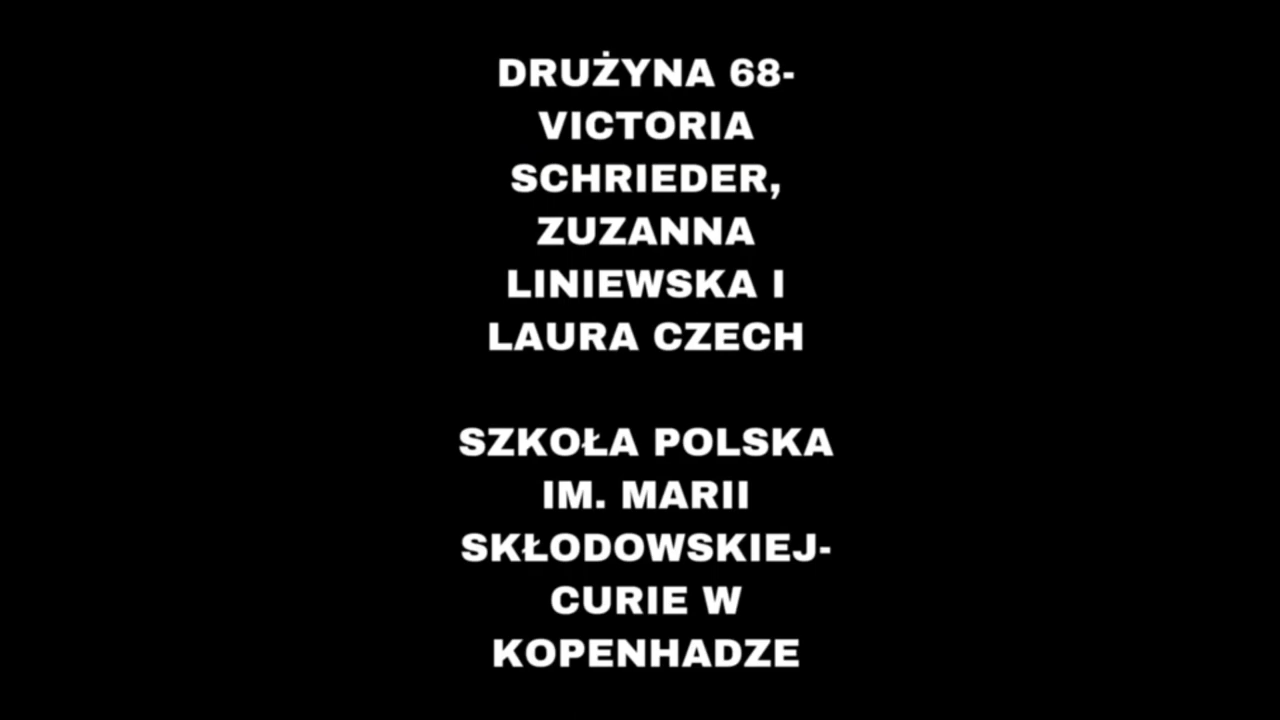 DRUŻYNA 68-
VICTORIA
SCHRIEDER,
ZUZANNA
LINIEWSKA I
LAURA CZECH
SZKOŁA POLSKA
IM. MARII
SKŁODOWSKIEJ-
CURIE W
KOPENHADZE